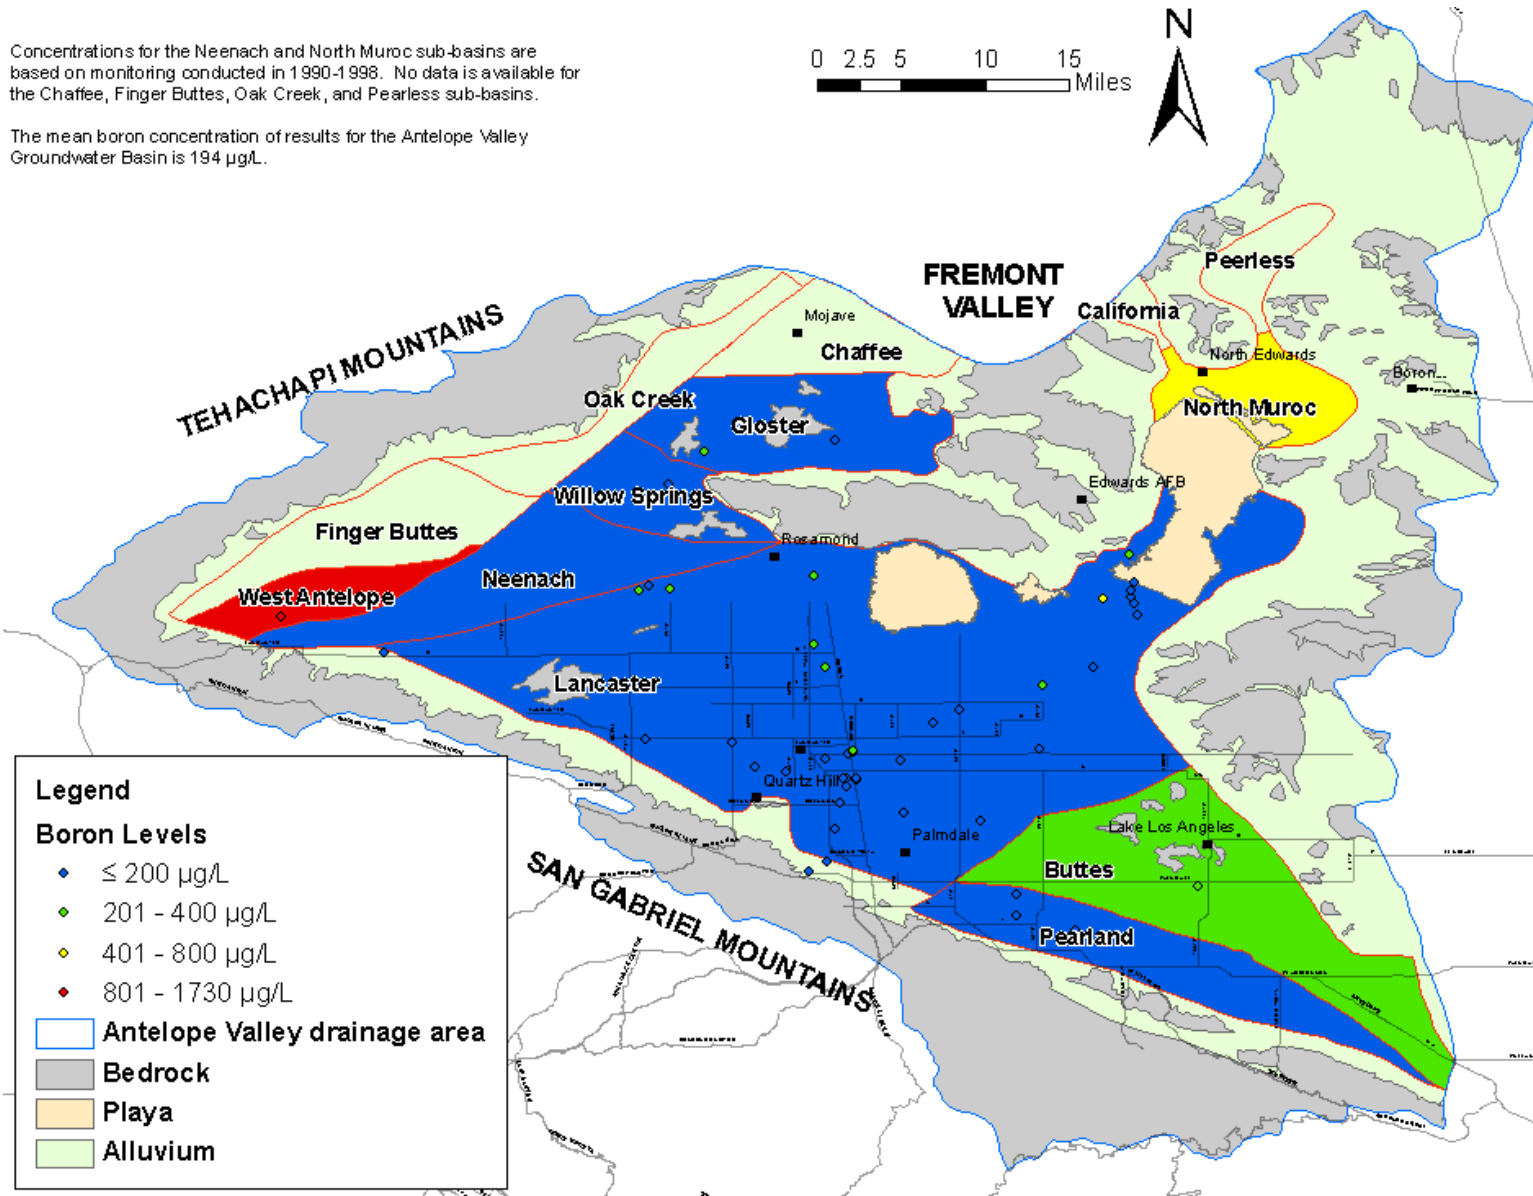 Concentrations for the Neenach and North Muroc sub-basins are
based on monitoring conducted in 1990-1998. No data is available for
the Chaffee, Finger Buttes, Oak Creek, and Pearless sub-basins.
The mean boron concentration of results for the Antelope Valley
Groundwater Basin is 194 µg/L.
0 2.5 5 10 15
Miles
N
TEHACHAPI MOUNTAINS
FREMONT
VALLEY
Peerless
California
Mojave
Chaffee
North Edwards
Boron
Oak Creek
Gloster
North Muroc
Edwards AFB
Willow Springs
Finger Buttes
Rosamond
Neenach
West Antelope
Lancaster
Quartz Hill
Palmdale
Lake Los Angeles
Buttes
Pearland
SAN GABRIEL MOUNTAINS
Legend
Boron Levels
≤ 200 µg/L
201 - 400 µg/L
401 - 800 µg/L
801 - 1730 µg/L
Antelope Valley drainage area
Bedrock
Playa
Alluvium